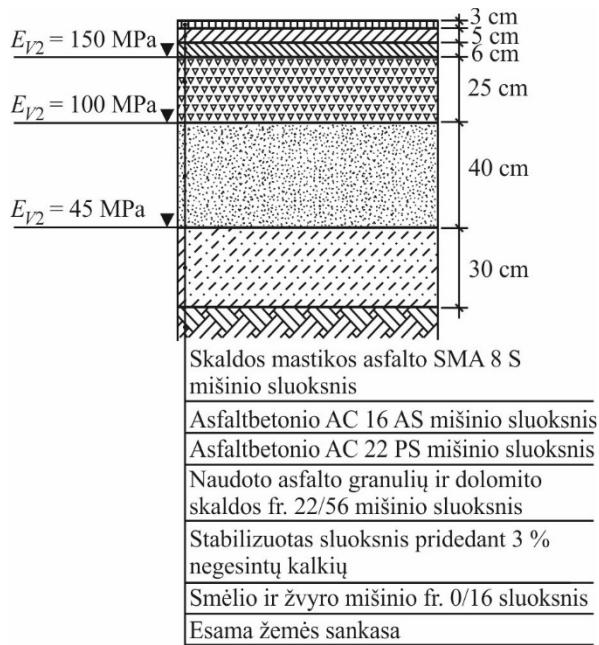 3 cm
E_V2 = 150 MPa
5 cm
6 cm
25 cm
E_V2 = 100 MPa
40 cm
E_V2 = 45 MPa
30 cm
Skaldos mastikos asfalto SMA 8 S
mišinio sluoksnis
Asfaltbetonio AC 16 AS mišinio sluoksnis
Asfaltbetonio AC 22 PS mišinio sluoksnis
Naudoto asfalto granulių ir dolomito
skaldos fr. 22/56 mišinio sluoksnis
Stabilizuotas sluoksnis pridedant 3 %
negesintų kalkių
Smėlio ir žvyro mišinio fr. 0/16 sluoksnis
Esama žemės sankasa